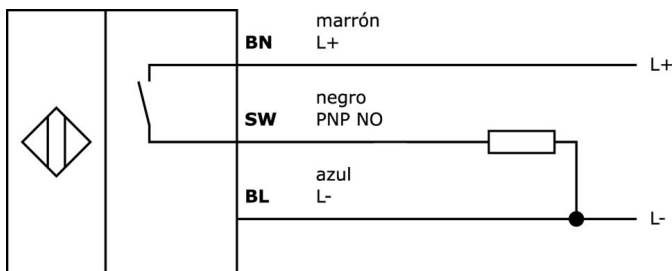 marrón
BN L+
L+
negro
SW PNP NO
azul
BL L-
L-